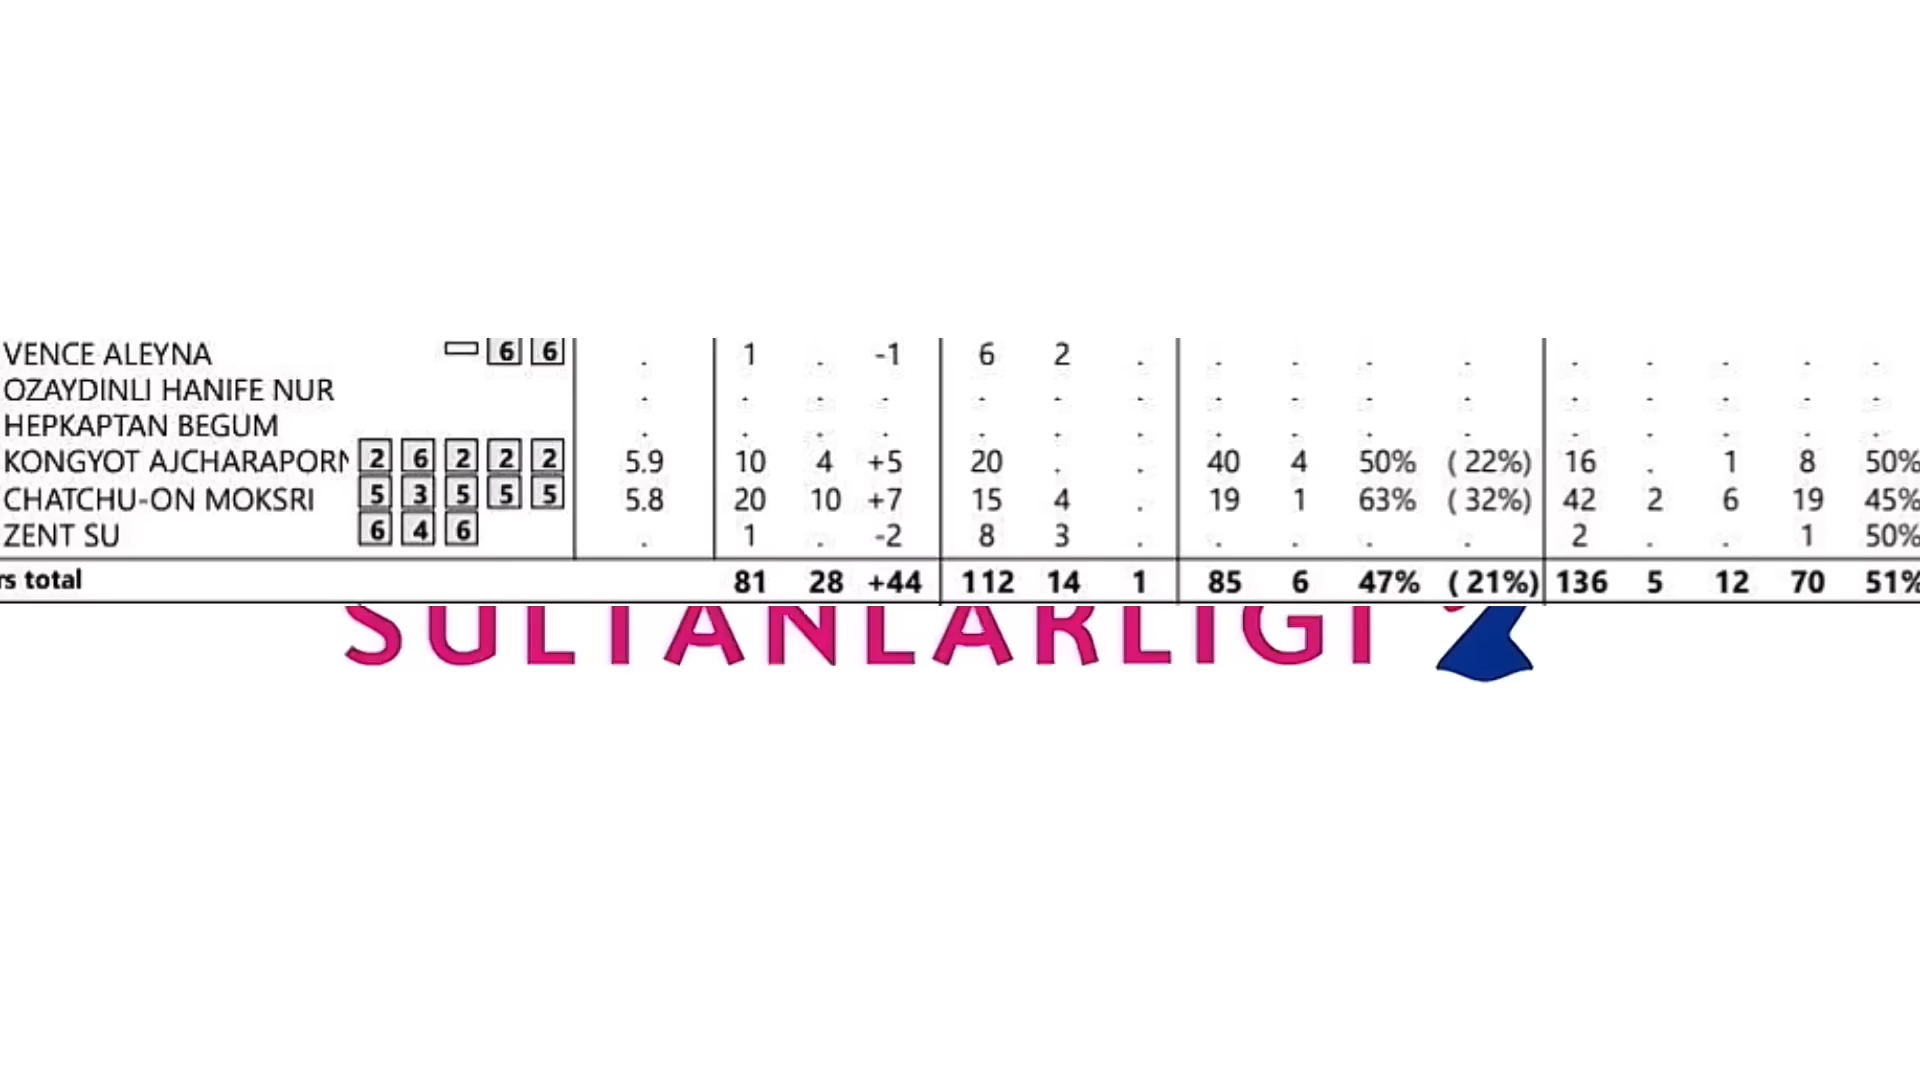 VENCE ALEYNA 6 6 . 1 . -1 6 2 . . . . . . . . . .
OZAYDINLI HANIFE NUR . . . . . . . . . . . . . . . .
HEPKAPTAN BEGUM . . . . . . . . . . . . . . . .
KONGYOT AJCHARAPORN 2 6 2 2 2 5.9 10 4 +5 20 . . 40 4 50% ( 22%) 16 . 1 8 50%
CHATCHU-ON MOKSRI 5 3 5 5 5 5.8 20 10 +7 15 4 . 19 1 63% ( 32%) 42 2 6 19 45%
ZENT SU 6 4 6 . 1 . -2 8 3 . . . . . 2 . . 1 50%
rs total 81 28 +44 112 14 1 85 6 47% ( 21%) 136 5 12 70 51%
SULTANLARLIGI